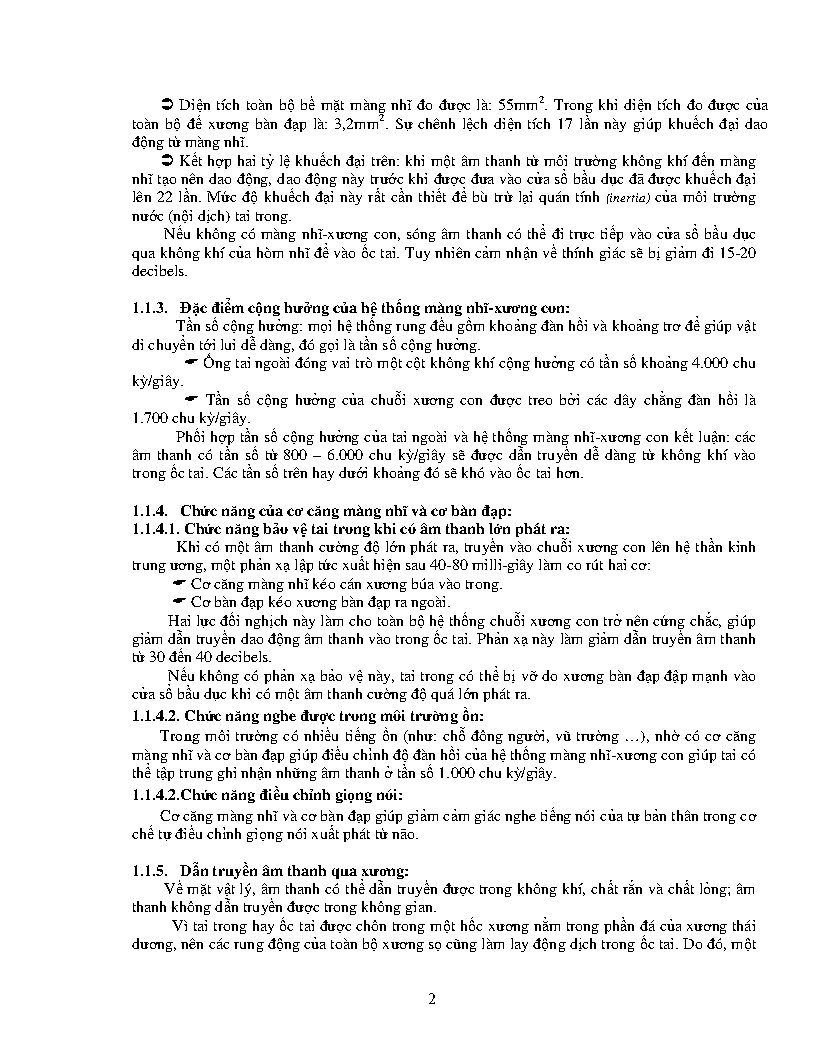 ➲ Diện tích toàn bộ bề mặt màng nhĩ đo được là: 55mm². Trong khi diện tích đo được của
toàn bộ đế xương bàn đạp là: 3,2mm². Sự chênh lệch diện tích 17 lần này giúp khuếch đại dao
động từ màng nhĩ.
➲ Kết hợp hai tỷ lệ khuếch đại trên: khi một âm thanh từ môi trường không khí đến màng
nhĩ tạo nên dao động, dao động này trước khi được đưa vào cửa sổ bầu dục đã được khuếch đại
lên 22 lần. Mức độ khuếch đại này rất cần thiết để bù trừ lại quán tính (inertia) của môi trường
nước (nội dịch) tai trong.
Nếu không có màng nhĩ-xương con, sóng âm thanh có thể đi trực tiếp vào cửa sổ bầu dục
qua không khí của hòm nhĩ để vào ốc tai. Tuy nhiên cảm nhận về thính giác sẽ bị giảm đi 15-20
decibels.
1.1.3. Đặc điểm cộng hưởng của hệ thống màng nhĩ-xương con:
Tần số cộng hưởng: mọi hệ thống rung đều gồm khoảng đàn hồi và khoảng trơ để giúp vật
di chuyển tới lui dễ dàng, đó gọi là tần số cộng hưởng.
☛ Ống tai ngoài đóng vai trò một cột không khí cộng hưởng có tần số khoảng 4.000 chu
kỳ/giây.
☛ Tần số cộng hưởng của chuỗi xương con được treo bởi các dây chằng đàn hồi là
1.700 chu kỳ/giây.
Phối hợp tần số cộng hưởng của tai ngoài và hệ thống màng nhĩ-xương con kết luận: các
âm thanh có tần số từ 800 – 6.000 chu kỳ/giây sẽ được dẫn truyền dễ dàng từ không khí vào
trong ốc tai. Các tần số trên hay dưới khoảng đó sẽ khó vào ốc tai hơn.
1.1.4. Chức năng của cơ căng màng nhĩ và cơ bàn đạp:
1.1.4.1. Chức năng bảo vệ tai trong khi có âm thanh lớn phát ra:
Khi có một âm thanh cường độ lớn phát ra, truyền vào chuỗi xương con lên hệ thần kinh
trung ương, một phản xạ lập tức xuất hiện sau 40-80 milli-giây làm co rút hai cơ:
☛ Cơ căng màng nhĩ kéo cán xương búa vào trong.
☛ Cơ bàn đạp kéo xương bàn đạp ra ngoài.
Hai lực đối nghịch này làm cho toàn bộ hệ thống chuỗi xương con trở nên cứng chắc, giúp
giảm dẫn truyền dao động âm thanh vào trong ốc tai. Phản xạ này làm giảm dẫn truyền âm thanh
từ 30 đến 40 decibels.
Nếu không có phản xạ bảo vệ này, tai trong có thể bị vỡ do xương bàn đạp đập mạnh vào
cửa sổ bầu dục khi có một âm thanh cường độ quá lớn phát ra.
1.1.4.2. Chức năng nghe được trong môi trường ồn:
Trong môi trường có nhiều tiếng ồn (như: chỗ đông người, vũ trường …), nhờ có cơ căng
màng nhĩ và cơ bàn đạp giúp điều chỉnh độ đàn hồi của hệ thống màng nhĩ-xương con giúp tai có
thể tập trung ghi nhận những âm thanh ở tần số 1.000 chu kỳ/giây.
1.1.4.2.Chức năng điều chỉnh giọng nói:
Cơ căng màng nhĩ và cơ bàn đạp giúp giảm cảm giác nghe tiếng nói của tự bản thân trong cơ
chế tự điều chỉnh giọng nói xuất phát từ não.
1.1.5. Dẫn truyền âm thanh qua xương:
Về mặt vật lý, âm thanh có thể dẫn truyền được trong không khí, chất rắn và chất lỏng; âm
thanh không dẫn truyền được trong không gian.
Vì tai trong hay ốc tai được chôn trong một hốc xương nằm trong phần đá của xương thái
dương, nên các rung động của toàn bộ xương sọ cũng làm lay động dịch trong ốc tai. Do đó, một
2